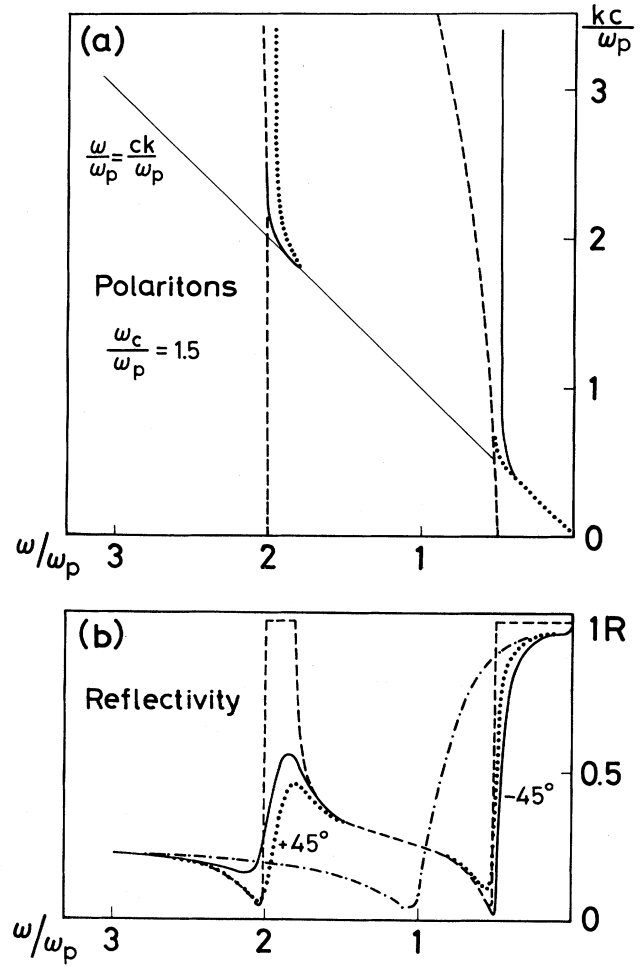 (a)
kc/ωp
3
ω/ωp = ck/ωp
2
Polaritons
ωc/ωp = 1.5
1
0
ω/ωp 3 2 1
(b)
1R
Reflectivity
0.5
-45°
+45°
0
ω/ωp 3 2 1